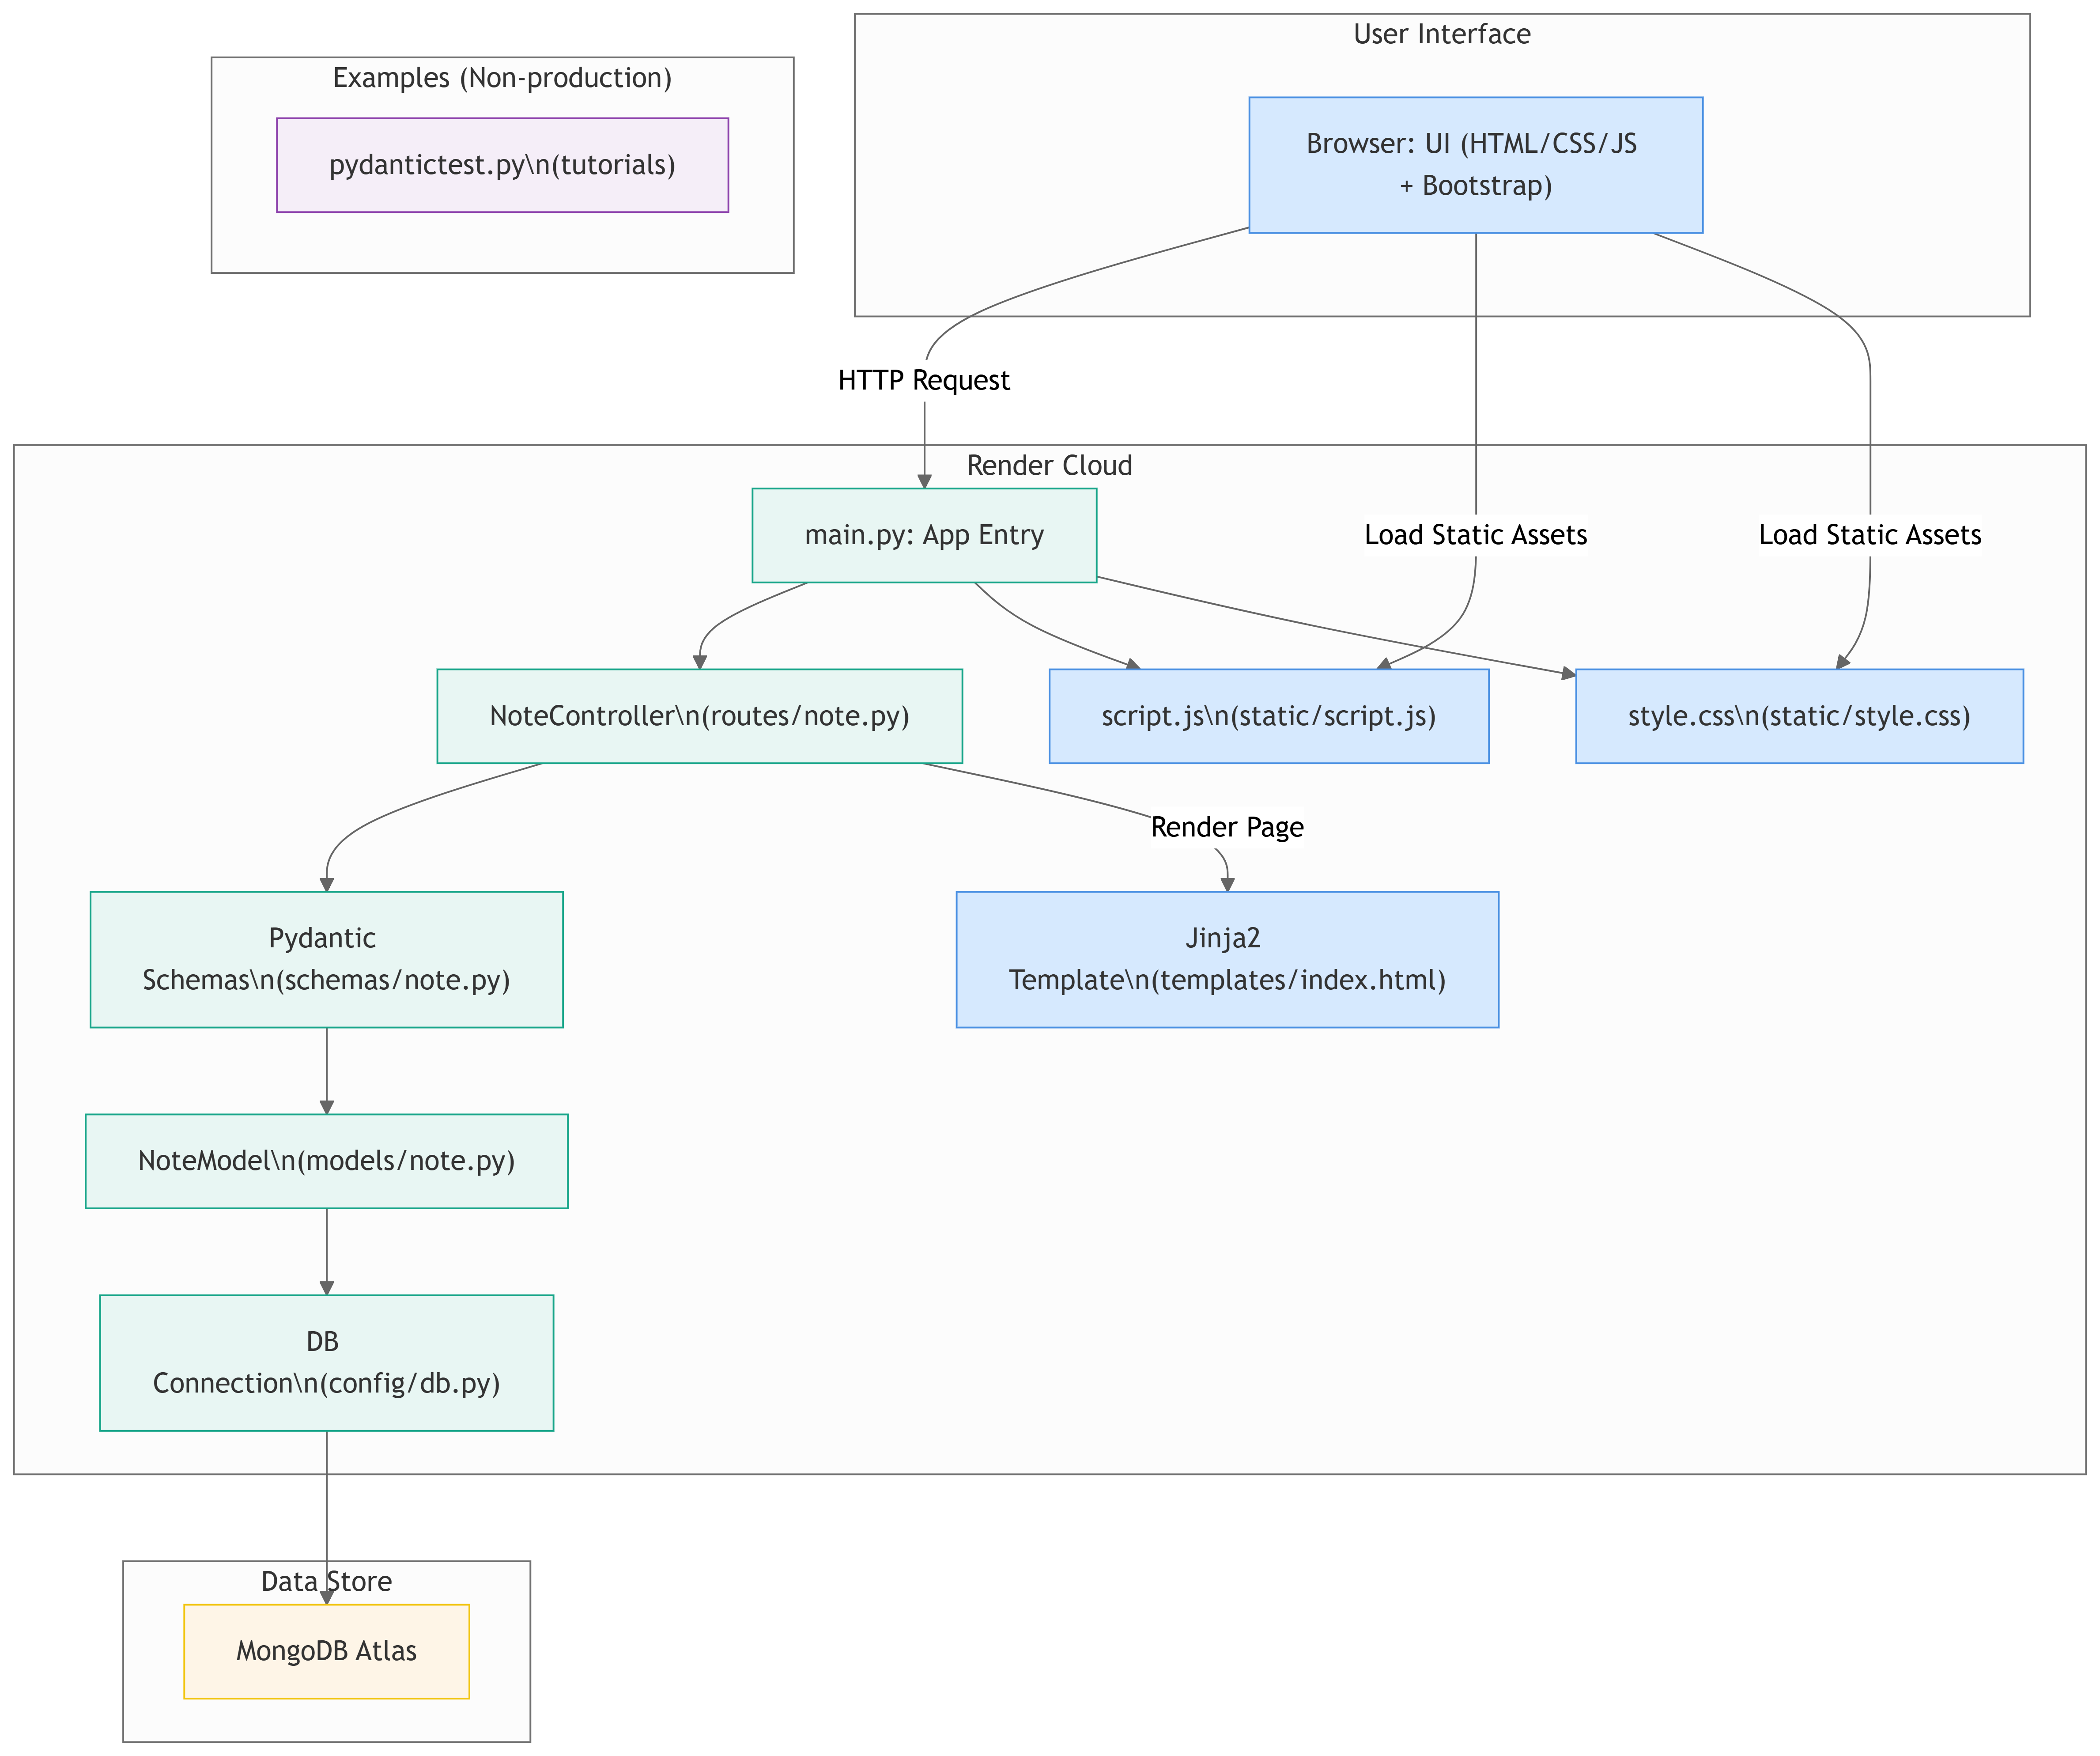 User Interface
Examples (Non-production)
Browser: UI (HTML/CSS/JS
+ Bootstrap)
pydantictest.py\n(tutorials)
HTTP Request
Render Cloud
main.py: App Entry
Load Static Assets
Load Static Assets
NoteController\n(routes/note.py)
script.js\n(static/script.js)
style.css\n(static/style.css)
Render Page
Pydantic
Schemas\n(schemas/note.py)
Jinja2
Template\n(templates/index.html)
NoteModel\n(models/note.py)
DB
Connection\n(config/db.py)
Data Store
MongoDB Atlas